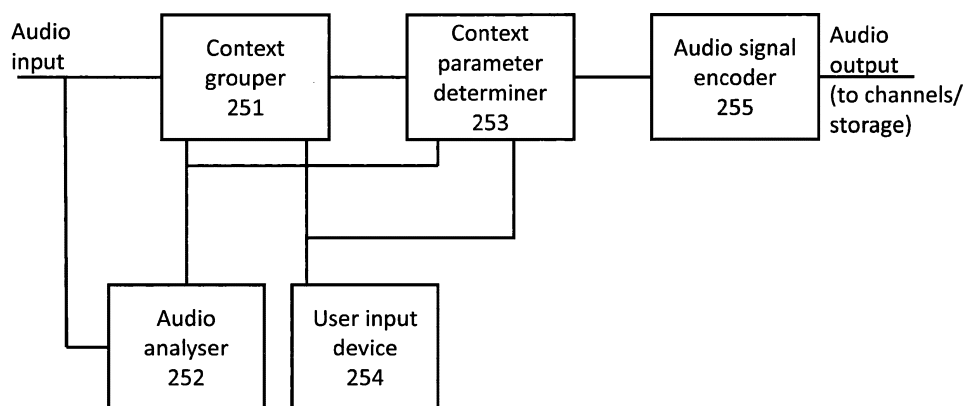 Audio
input
Context
grouper
251
Context
parameter
determiner
253
Audio signal
encoder
255
Audio
output
(to channels/
storage)
Audio
analyser
252
User input
device
254